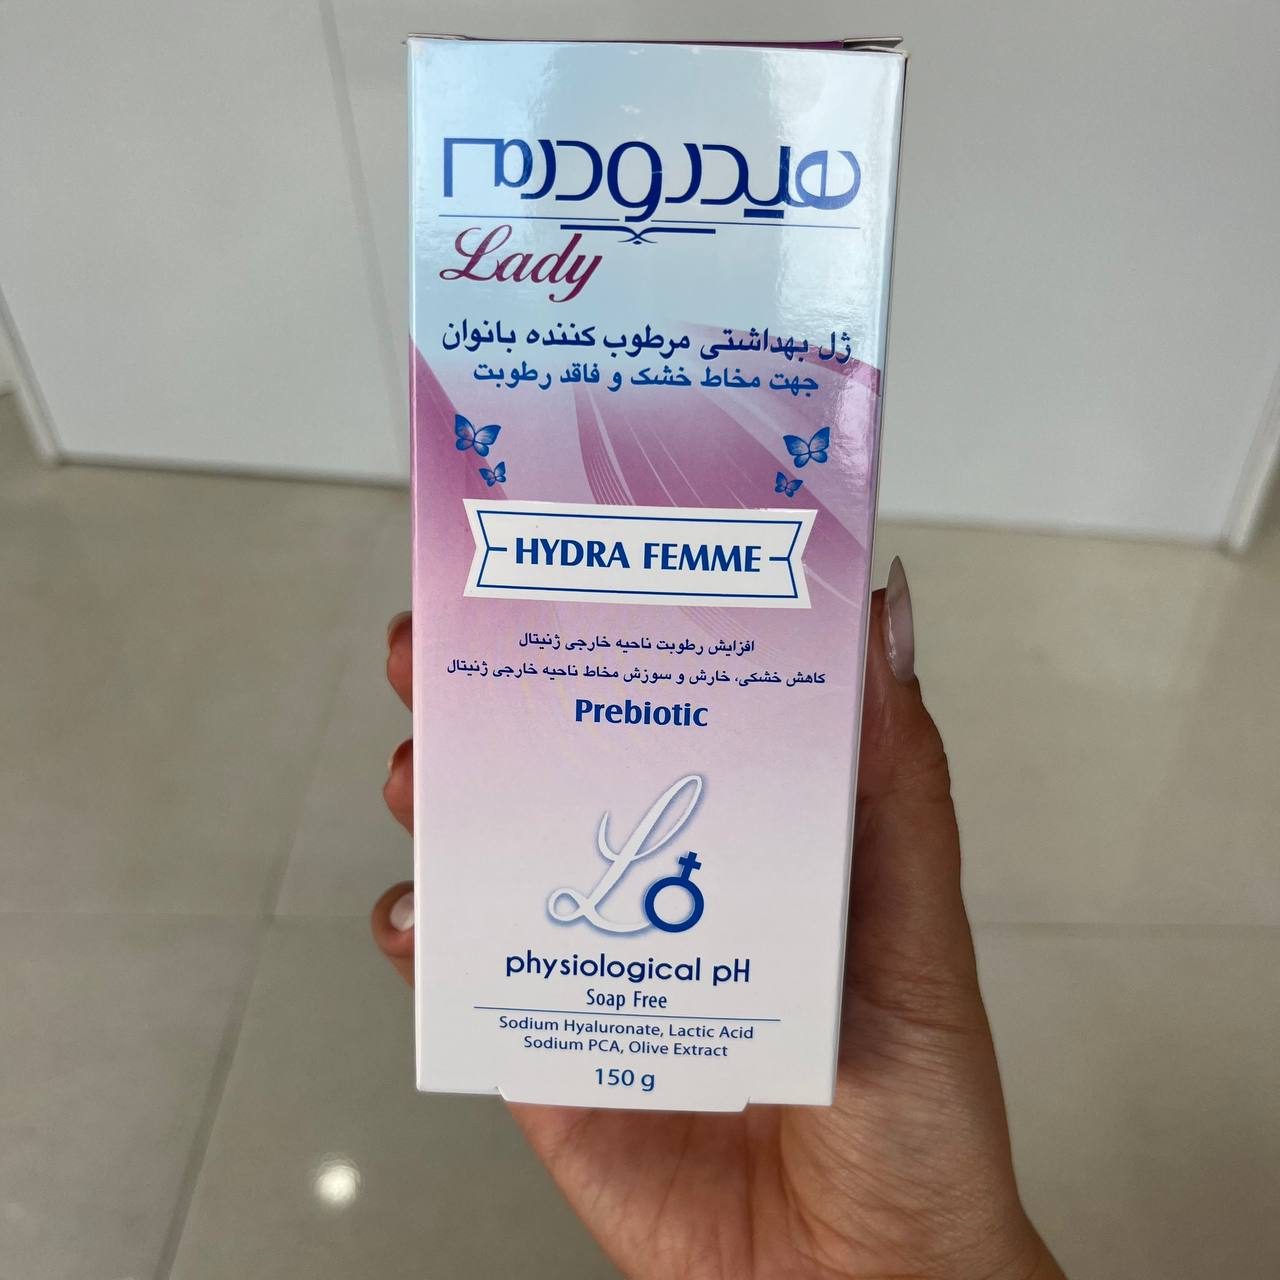 هیدرودرم
Lady
ژل بهداشتی مرطوب کننده بانوان
جهت مخاط خشک و فاقد رطوبت
HYDRA FEMME
افزایش رطوبت ناحیه خارجی ژنیتال
کاهش خشکی، خارش و سوزش مخاط ناحیه خارجی ژنیتال
Prebiotic
L
physiological pH
Soap Free
Sodium Hyaluronate, Lactic Acid
Sodium PCA, Olive Extract
150 g